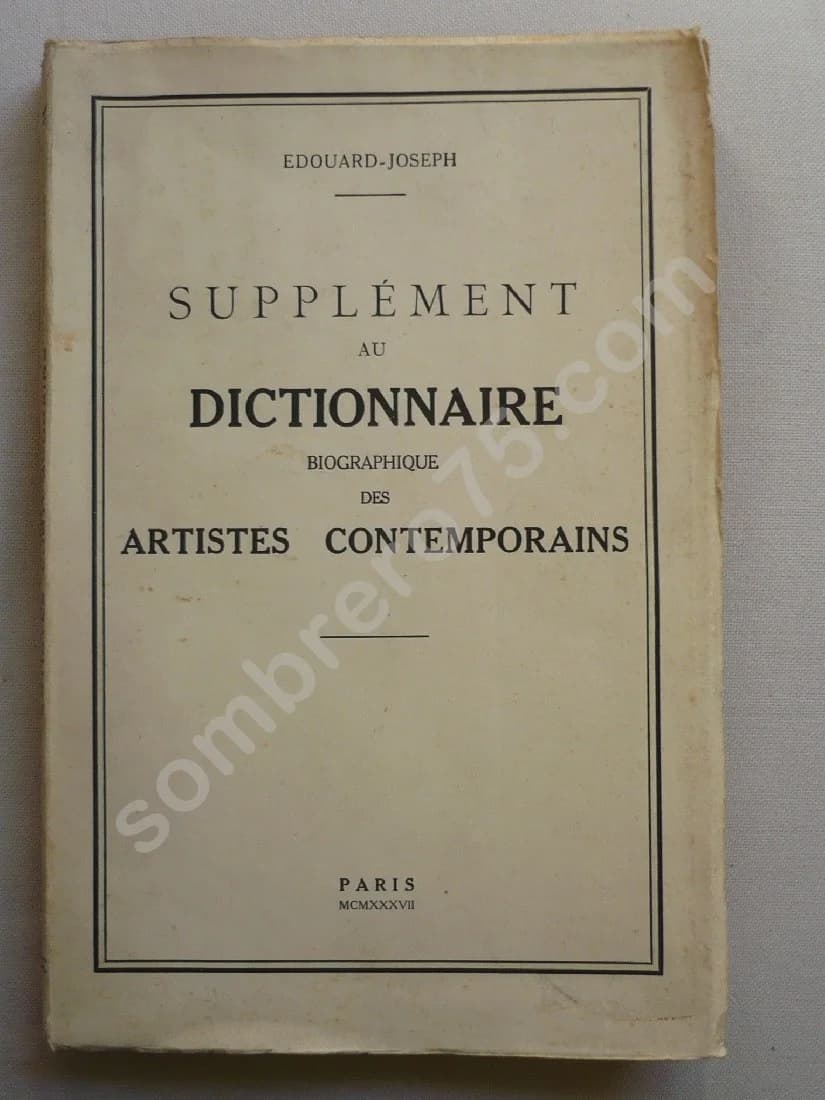 EDOUARD-JOSEPH
SUPPLÉMENT
AU
DICTIONNAIRE
BIOGRAPHIQUE
DES
ARTISTES CONTEMPORAINS
PARIS
MCMXXXVII
sombrero75.com